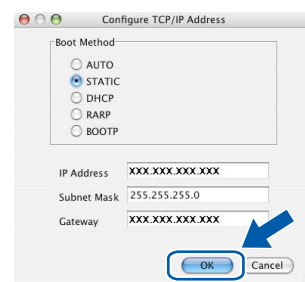 Configure TCP/IP Address
Boot Method
AUTO
STATIC
DHCP
RARP
BOOTP
IP Address XXX.XXX.XXX.XXX
Subnet Mask 255.255.255.0
Gateway XXX.XXX.XXX.XXX
OK Cancel